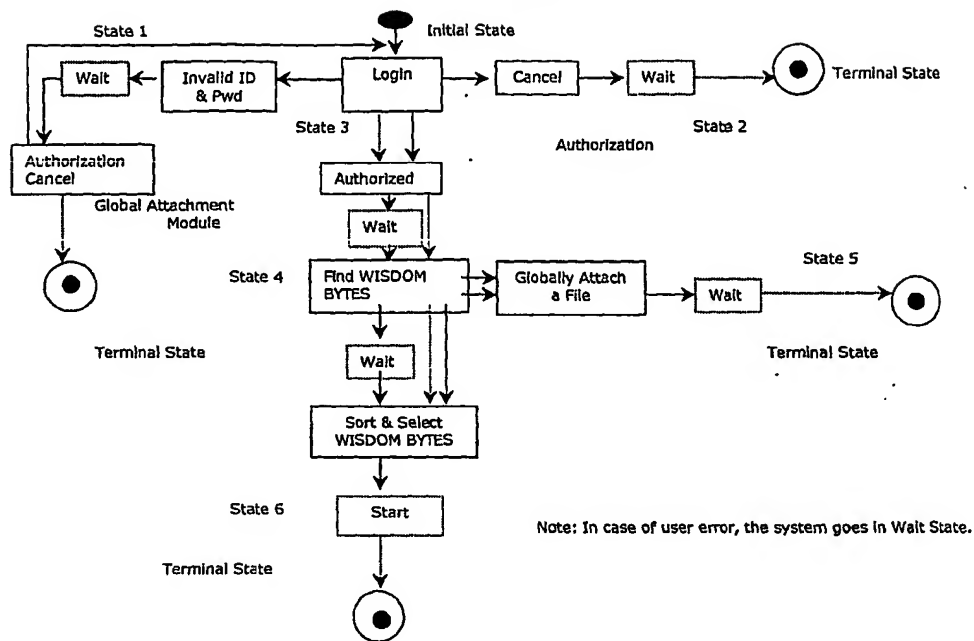 State 1
Initial State
Wait
Invalid ID
& Pwd
Login
Cancel
Wait
Terminal State
State 3
State 2
Authorization
Authorization
Cancel
Authorized
Global Attachment
Module
Wait
State 4
Find WISDOM
BYTES
Globally Attach
a File
Wait
State 5
Terminal State
Wait
Terminal State
Sort & Select
WISDOM BYTES
State 6
Start
Note: In case of user error, the system goes in Wait State.
Terminal State